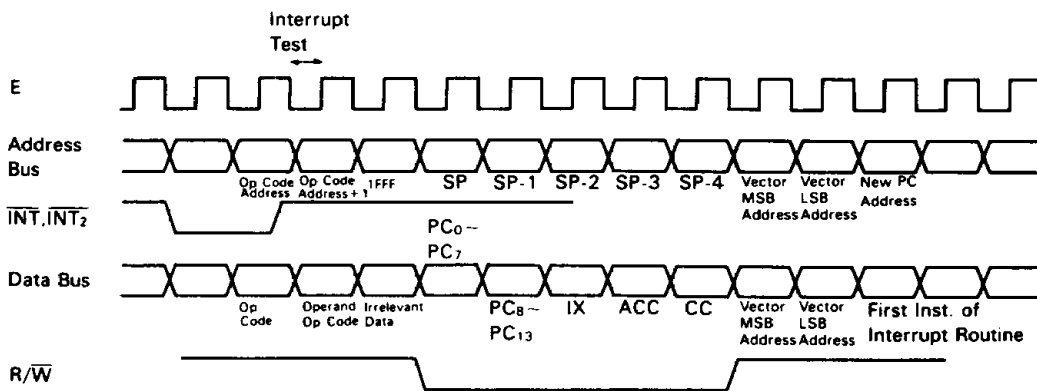 Interrupt
Test
E
Address
Bus
Op Code
Address
Op Code
Address + 1
1FFF
SP
SP-1
SP-2
SP-3
SP-4
Vector
MSB
Address
Vector
LSB
Address
New PC
Address
INT, INT2
PC0~
PC7
Data Bus
Op
Code
Operand
Op Code
Irrelevant
Data
PC8~
PC13
IX
ACC
CC
Vector
MSB
Address
Vector
LSB
Address
First Inst. of
Interrupt Routine
R/W